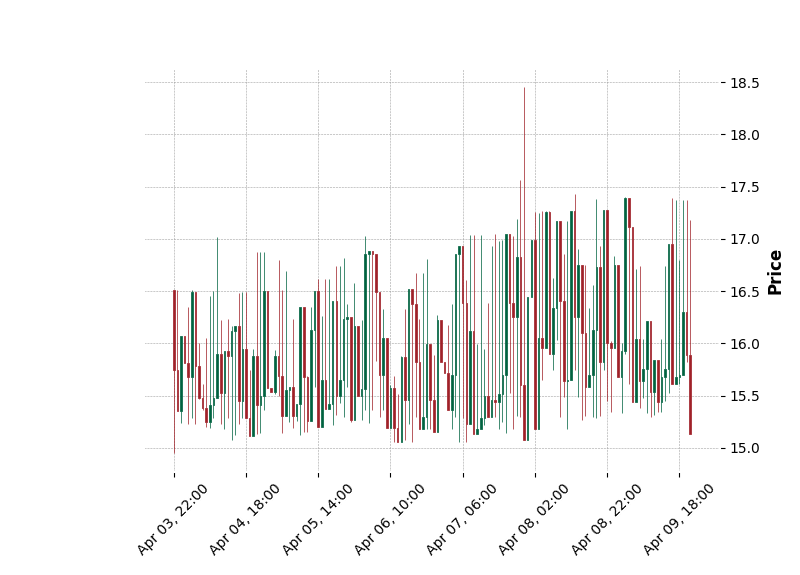 18.5
18.0
17.5
17.0
16.5
16.0
15.5
15.0
Price
Apr 03, 22:00
Apr 04, 18:00
Apr 05, 14:00
Apr 06, 10:00
Apr 07, 06:00
Apr 08, 02:00
Apr 08, 22:00
Apr 09, 18:00